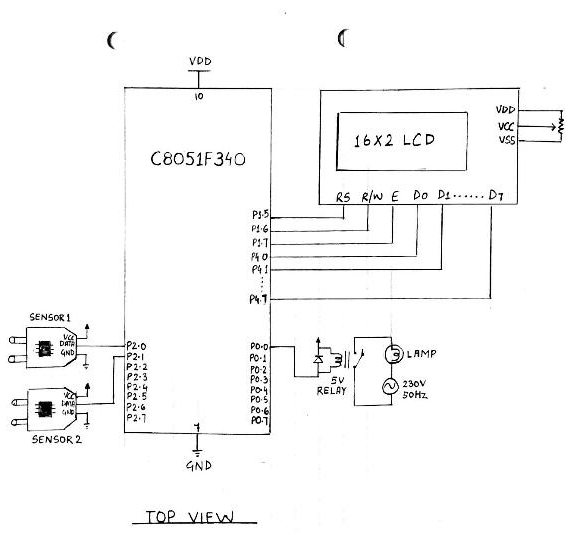 VDD
10
C8051F340
16X2 LCD
VDD
VCC
VSS
RS R/W E D0 D1 ...... D7
P1.5
P1.6
P1.7
P4.0
P4.1
P4.7
SENSOR 1
VCC
DATA
GND
SENSOR 2
VCC
DATA
GND
P2.0
P2.1
P2.2
P2.3
P2.4
P2.5
P2.6
P2.7
P0.0
P0.1
P0.2
P0.3
P0.4
P0.5
P0.6
P0.7
5V
RELAY
LAMP
230V
50HZ
GND
TOP VIEW